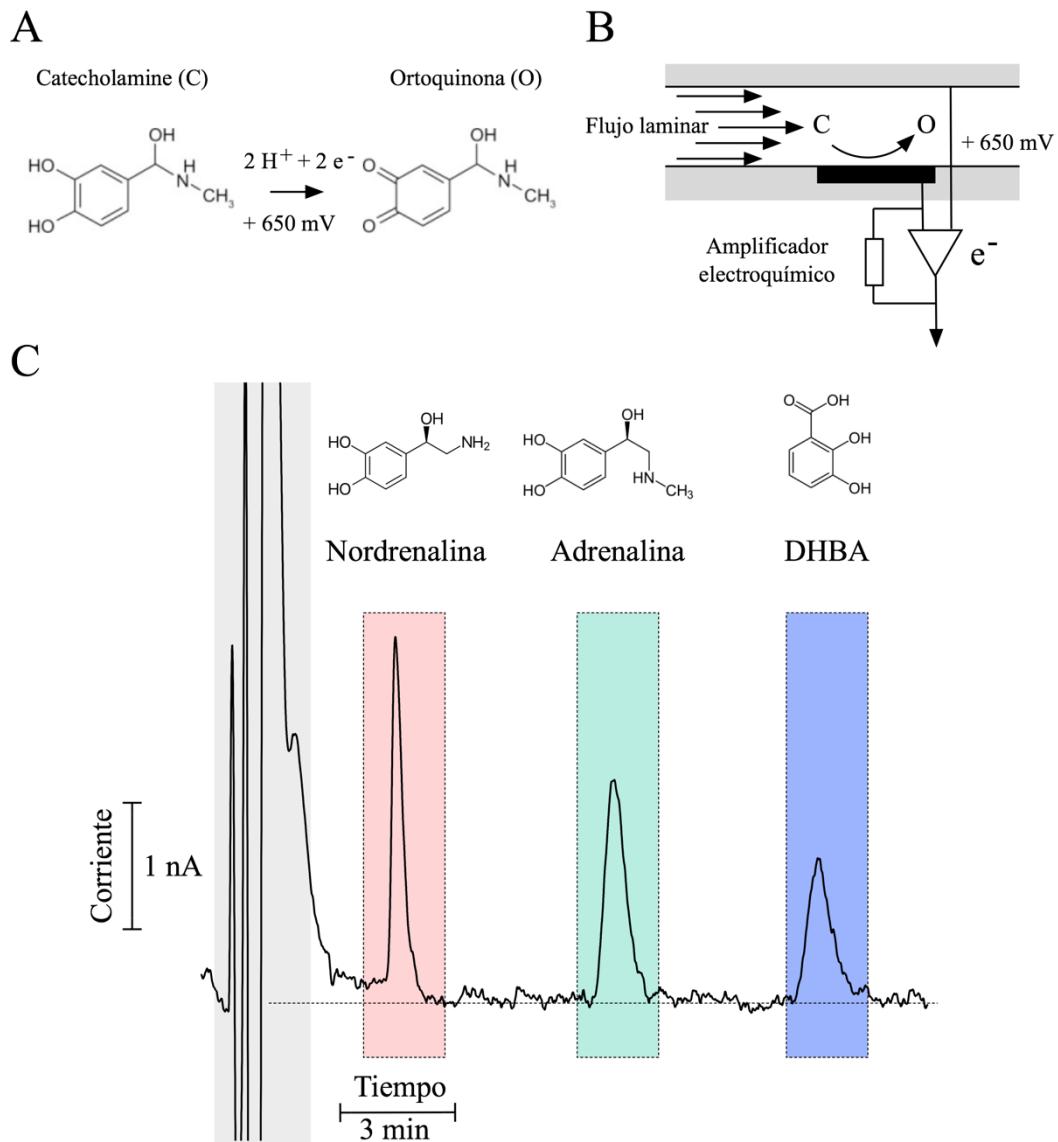 A
Catecholamine (C)
Ortoquinona (O)
OH
HO
HO
H
N
CH3
2 H+ + 2 e-
+ 650 mV
OH
O
O
H
N
CH3
B
Flujo laminar
C
O
+ 650 mV
Amplificador
electroquímico
e-
C
OH
HO
HO
NH2
Nordrenalina
OH
HO
HO
HN
CH3
Adrenalina
O
OH
OH
OH
DHBA
Corriente
1 nA
Tiempo
3 min